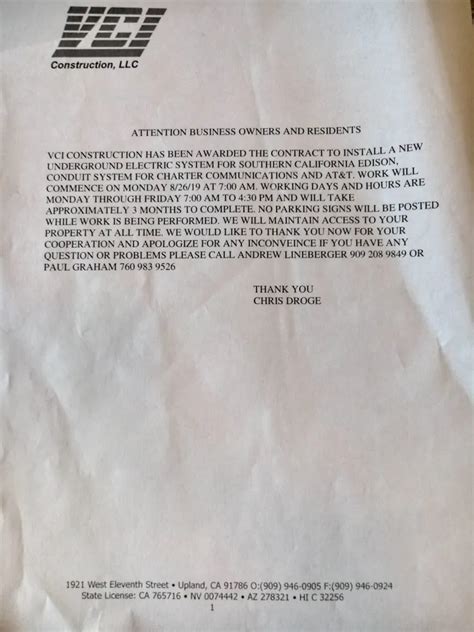 VCI
Construction, LLC
ATTENTION BUSINESS OWNERS AND RESIDENTS
VCI CONSTRUCTION HAS BEEN AWARDED THE CONTRACT TO INSTALL A NEW
UNDERGROUND ELECTRIC SYSTEM FOR SOUTHERN CALIFORNIA EDISON,
CONDUIT SYSTEM FOR CHARTER COMMUNICATIONS AND AT&T. WORK WILL
COMMENCE ON MONDAY 8/26/19 AT 7:00 AM. WORKING DAYS AND HOURS ARE
MONDAY THROUGH FRIDAY 7:00 AM TO 4:30 PM AND WILL TAKE
APPROXIMATELY 3 MONTHS TO COMPLETE. NO PARKING SIGNS WILL BE POSTED
WHILE WORK IS BEING PERFORMED. WE WILL MAINTAIN ACCESS TO YOUR
PROPERTY AT ALL TIME. WE WOULD LIKE TO THANK YOU NOW FOR YOUR
COOPERATION AND APOLOGIZE FOR ANY INCONVEINCE IF YOU HAVE ANY
QUESTION OR PROBLEMS PLEASE CALL ANDREW LINEBERGER 909 208 9849 OR
PAUL GRAHAM 760 983 9526
THANK YOU
CHRIS DROGE
1921 West Eleventh Street • Upland, CA 91786 O:(909) 946-0905 F:(909) 946-0924
State License: CA 765716 • NV 0074442 • AZ 278321 • HI C 32256
1